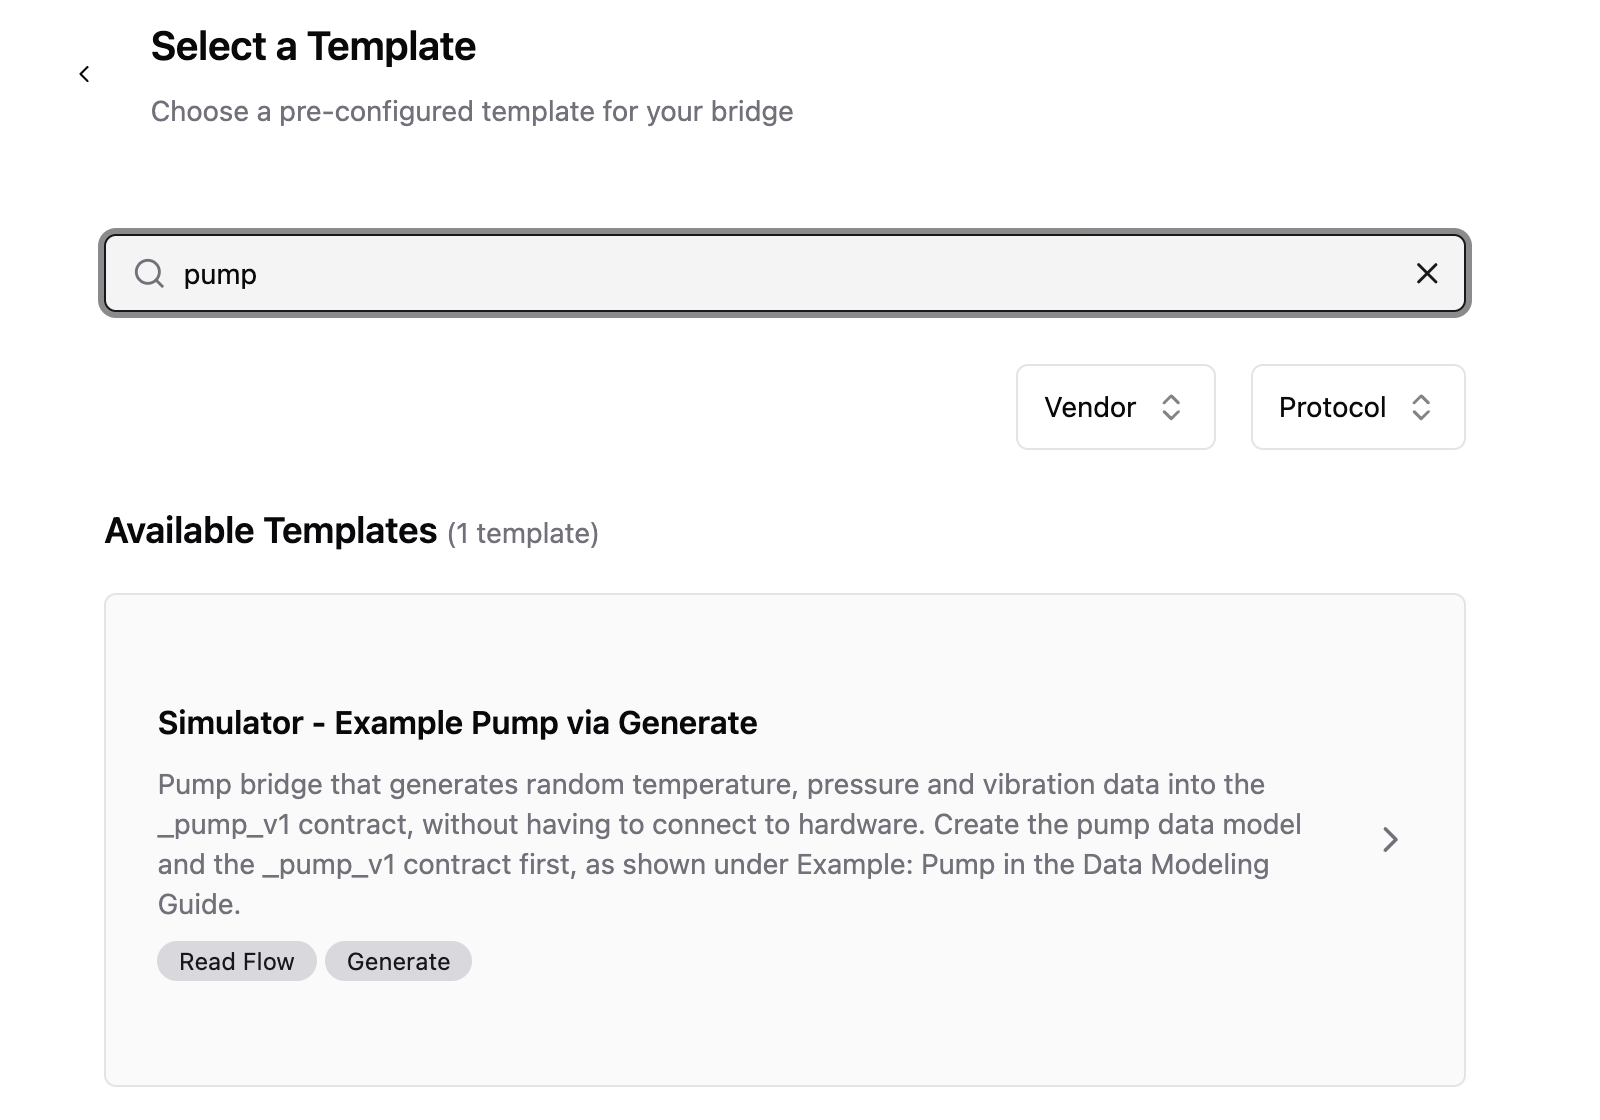 Select a Template
Choose a pre-configured template for your bridge
pump
Vendor
Protocol
Available Templates (1 template)
Simulator - Example Pump via Generate
Pump bridge that generates random temperature, pressure and vibration data into the
_pump_v1 contract, without having to connect to hardware. Create the pump data model
and the _pump_v1 contract first, as shown under Example: Pump in the Data Modeling
Guide.
Read Flow
Generate